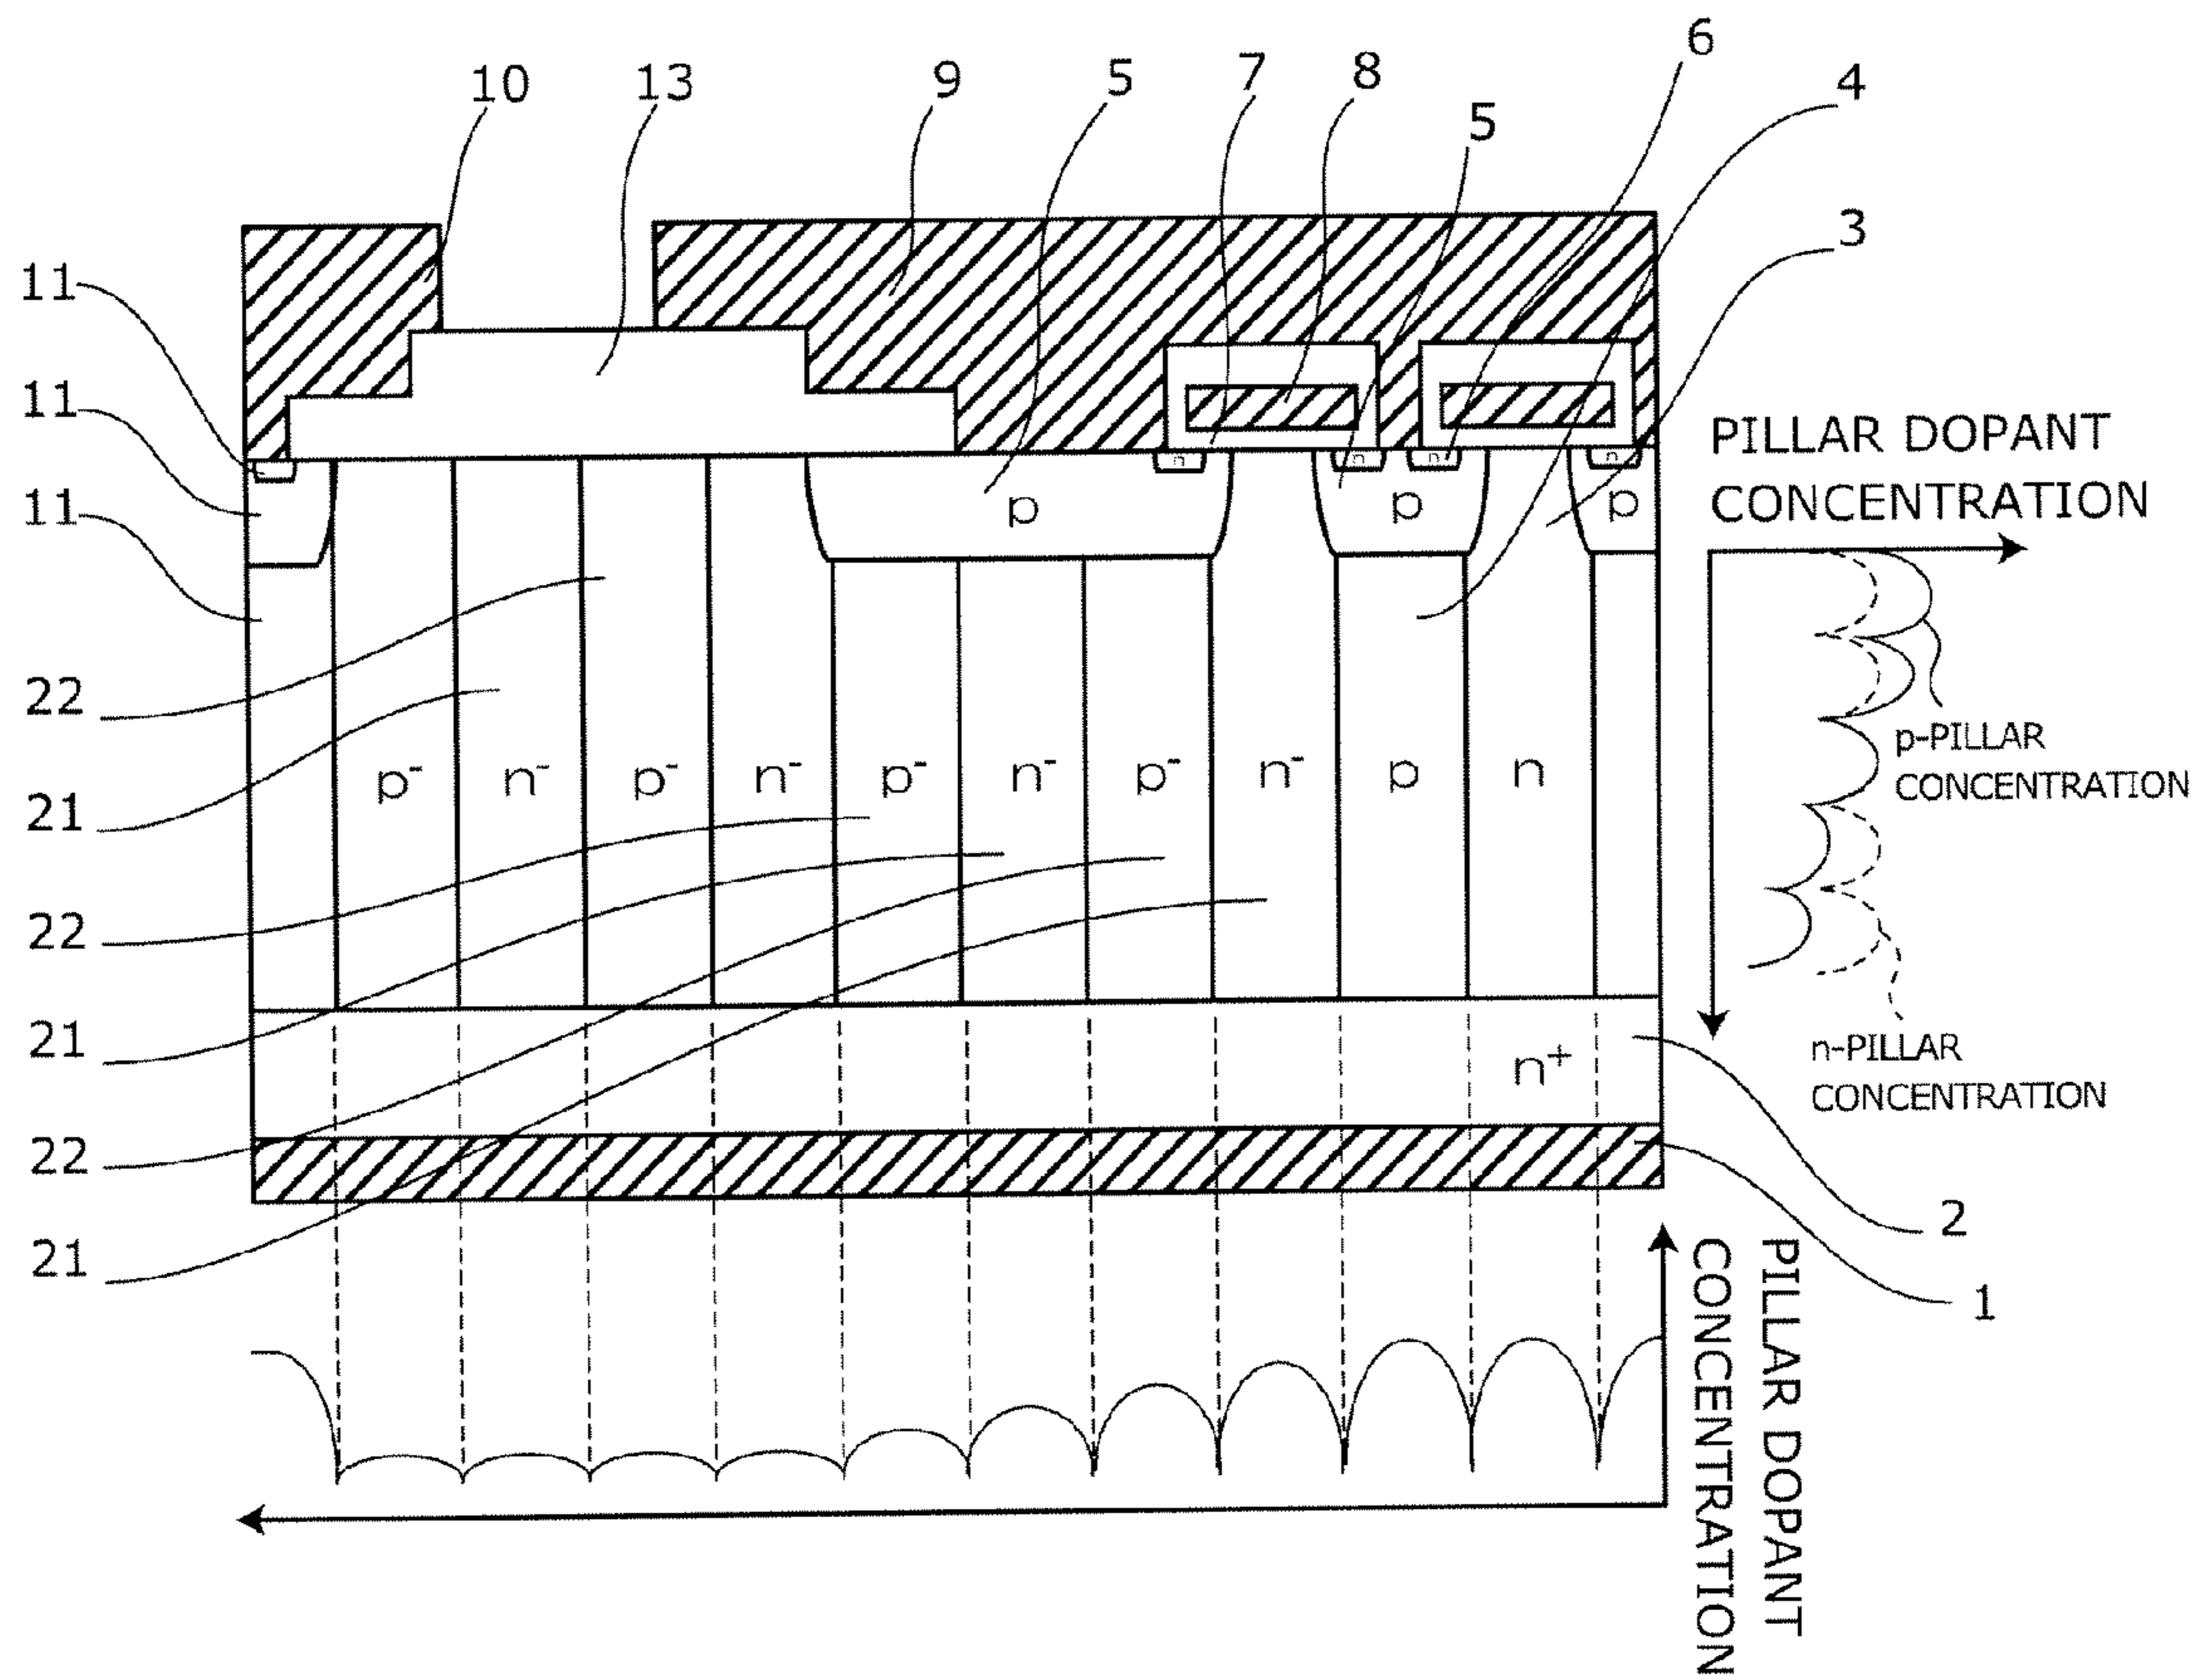 6
10 13 9 5 7 8 4
5
3
11
11
11
n n n n
p p p
PILLAR DOPANT
CONCENTRATION
22
21
p⁻ n⁻ p⁻ n⁻ p⁻ n⁻ p⁻ n⁻ p n
p-PILLAR
CONCENTRATION
22
21
n⁺
n-PILLAR
CONCENTRATION
22
21
2
1
PILLAR DOPANT
CONCENTRATION